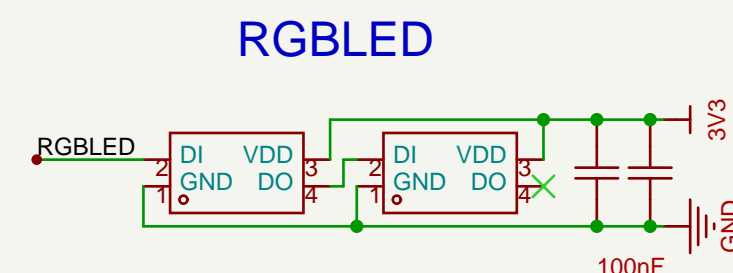 RGBLED
3V3
RGBLED
DI VDD
2 3
GND DO
1 4
DI VDD
2 3
GND DO
1 4
GND
100nF